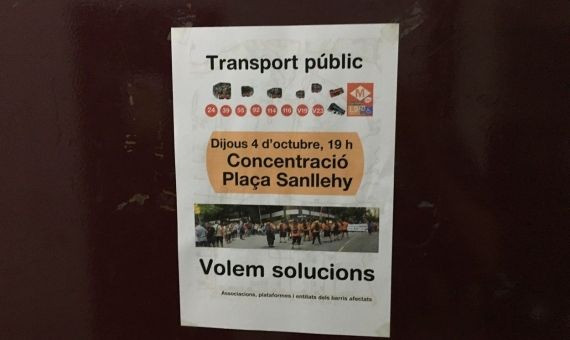 Transport públic
M
24 39 55 92 114 116 V19 V23
Dijous 4 d'octubre, 19 h
Concentració
Plaça Sanllehy
Volem solucions
Associacions, plataformes i entitats dels barris afectats